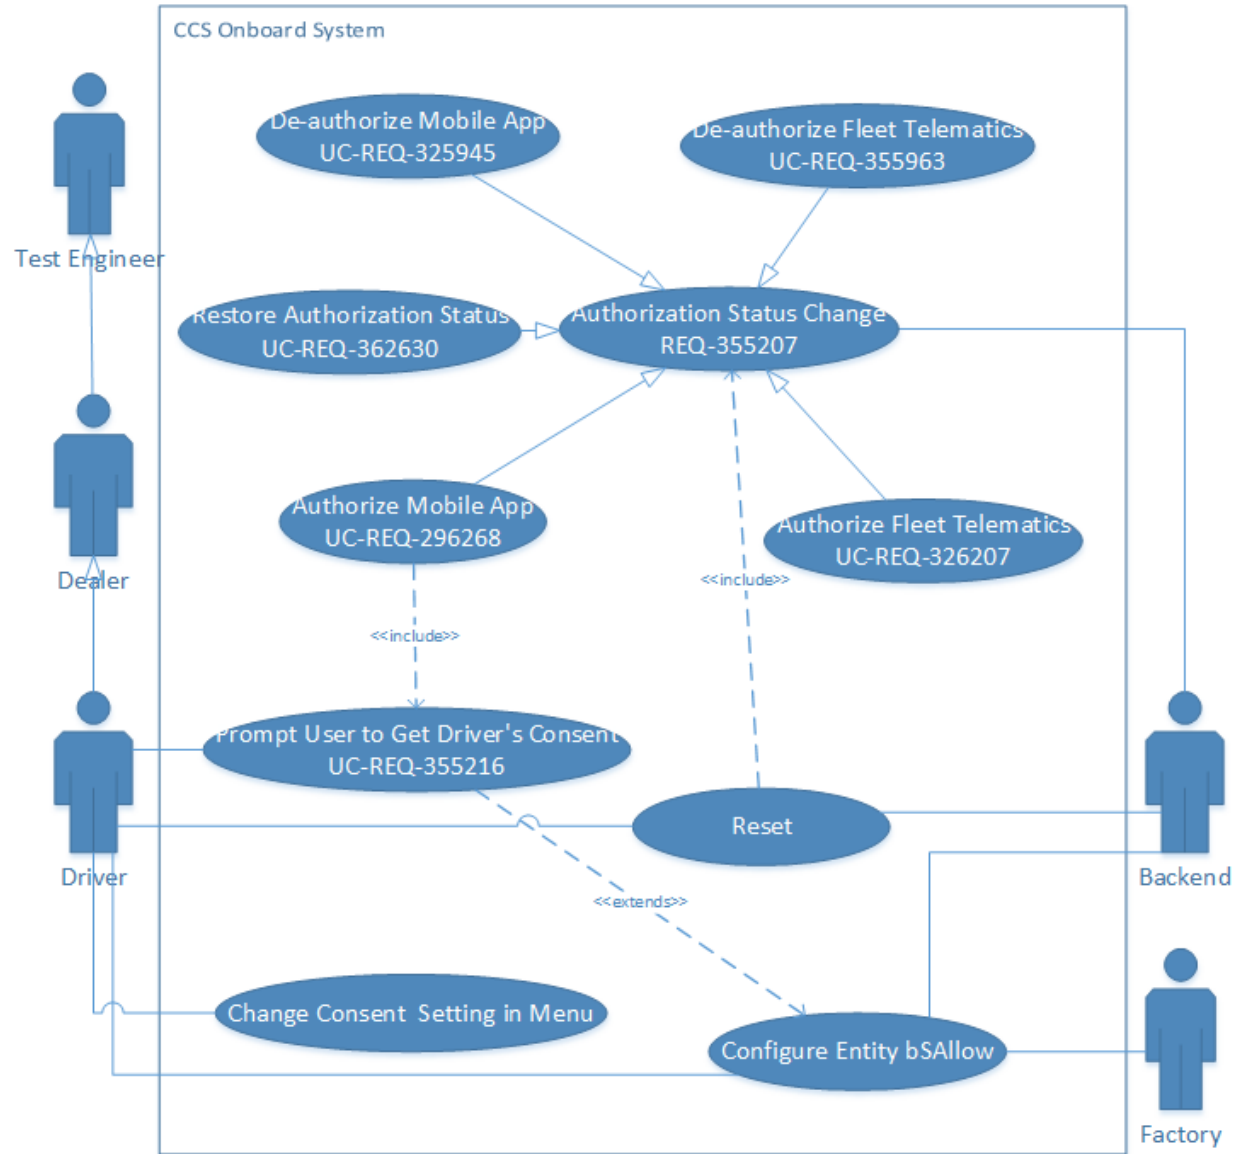 CCS Onboard System
De-authorize Mobile App
UC-REQ-325945
De-authorize Fleet Telematics
UC-REQ-355963
Test Engineer
Restore Authorization Status
UC-REQ-362630
Authorization Status Change
REQ-355207
Authorize Mobile App
UC-REQ-296268
Authorize Fleet Telematics
UC-REQ-326207
Dealer
<<include>>
<<include>>
Prompt User to Get Driver's Consent
UC-REQ-355216
Reset
Driver
Backend
<<extends>>
Change Consent  Setting in Menu
Configure Entity bSAllow
Factory